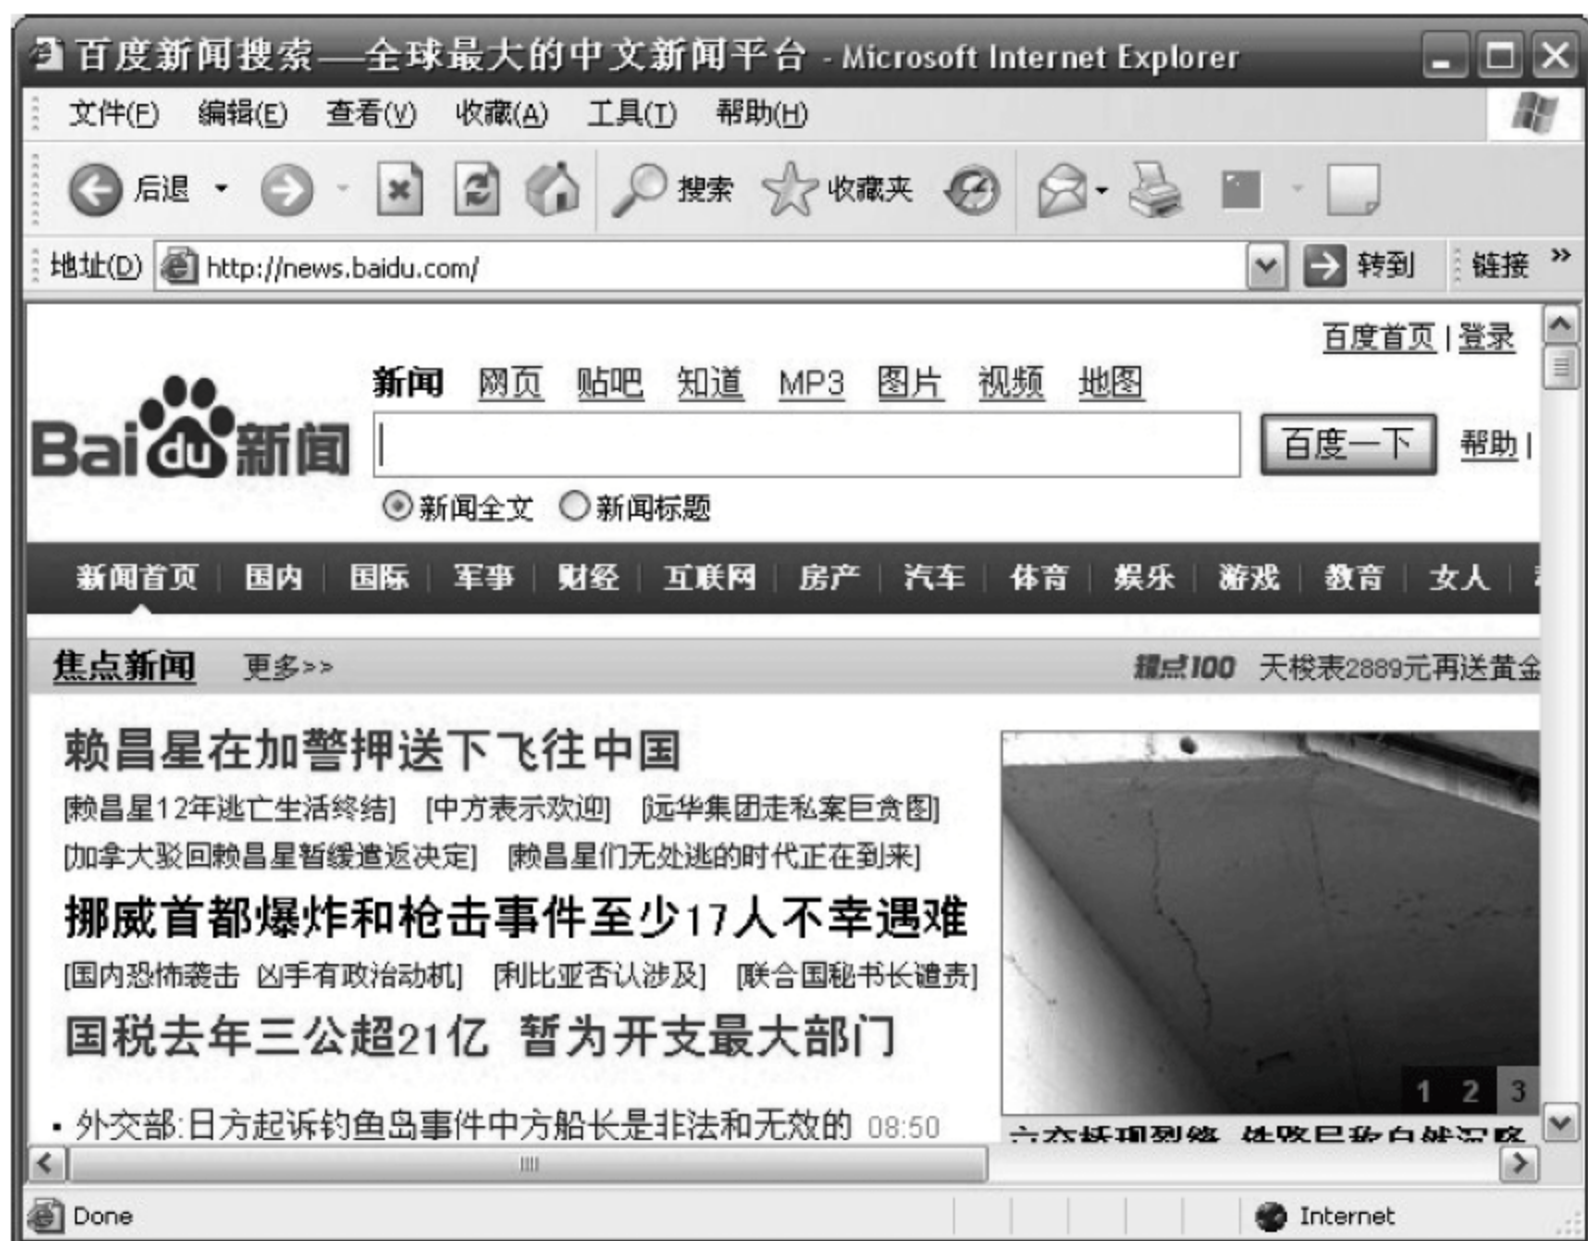 百度新闻搜索——全球最大的中文新闻平台 - Microsoft Internet Explorer
文件(F) 编辑(E) 查看(V) 收藏(A) 工具(T) 帮助(H)
后退 搜索 收藏夹
地址(D) http://news.baidu.com/ 转到 链接 »
百度首页 | 登录
新闻 网页 贴吧 知道 MP3 图片 视频 地图
Bai du 新闻 百度一下 帮助 |
新闻全文 新闻标题
新闻首页 | 国内 | 国际 | 军事 | 财经 | 互联网 | 房产 | 汽车 | 体育 | 娱乐 | 游戏 | 教育 | 女人 |
焦点新闻 更多>> 点100 天梭表2889元再送黄金
赖昌星在加警押送下飞往中国
[赖昌星12年逃亡生活终结] [中方表示欢迎] [远华集团走私案巨贪图]
[加拿大驳回赖昌星暂缓遣返决定] [赖昌星们无处逃的时代正在到来]
挪威首都爆炸和枪击事件至少17人不幸遇难
[国内恐怖袭击 凶手有政治动机] [利比亚否认涉及] [联合国秘书长谴责]
国税去年三公超21亿 暂为开支最大部门
1 2 3
▪ 外交部:日方起诉钓鱼岛事件中方船长是非法和无效的 08:50
Done Internet